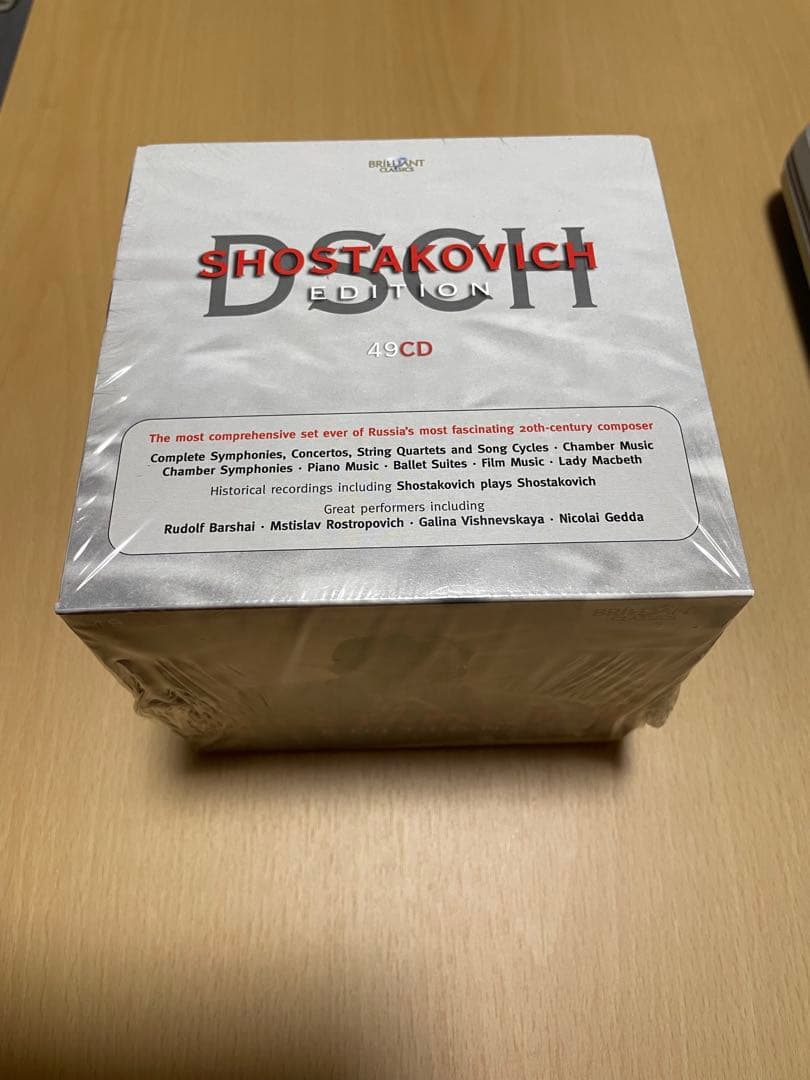 BRILLIANT
CLASSICS
DSCH
SHOSTAKOVICH
EDITION
49CD
The most comprehensive set ever of Russia's most fascinating 20th-century composer
Complete Symphonies, Concertos, String Quartets and Song Cycles · Chamber Music
Chamber Symphonies · Piano Music · Ballet Suites · Film Music · Lady Macbeth
Historical recordings including Shostakovich plays Shostakovich
Great performers including
Rudolf Barshai · Mstislav Rostropovich · Galina Vishnevskaya · Nicolai Gedda
BRILLIANT
CLASSICS